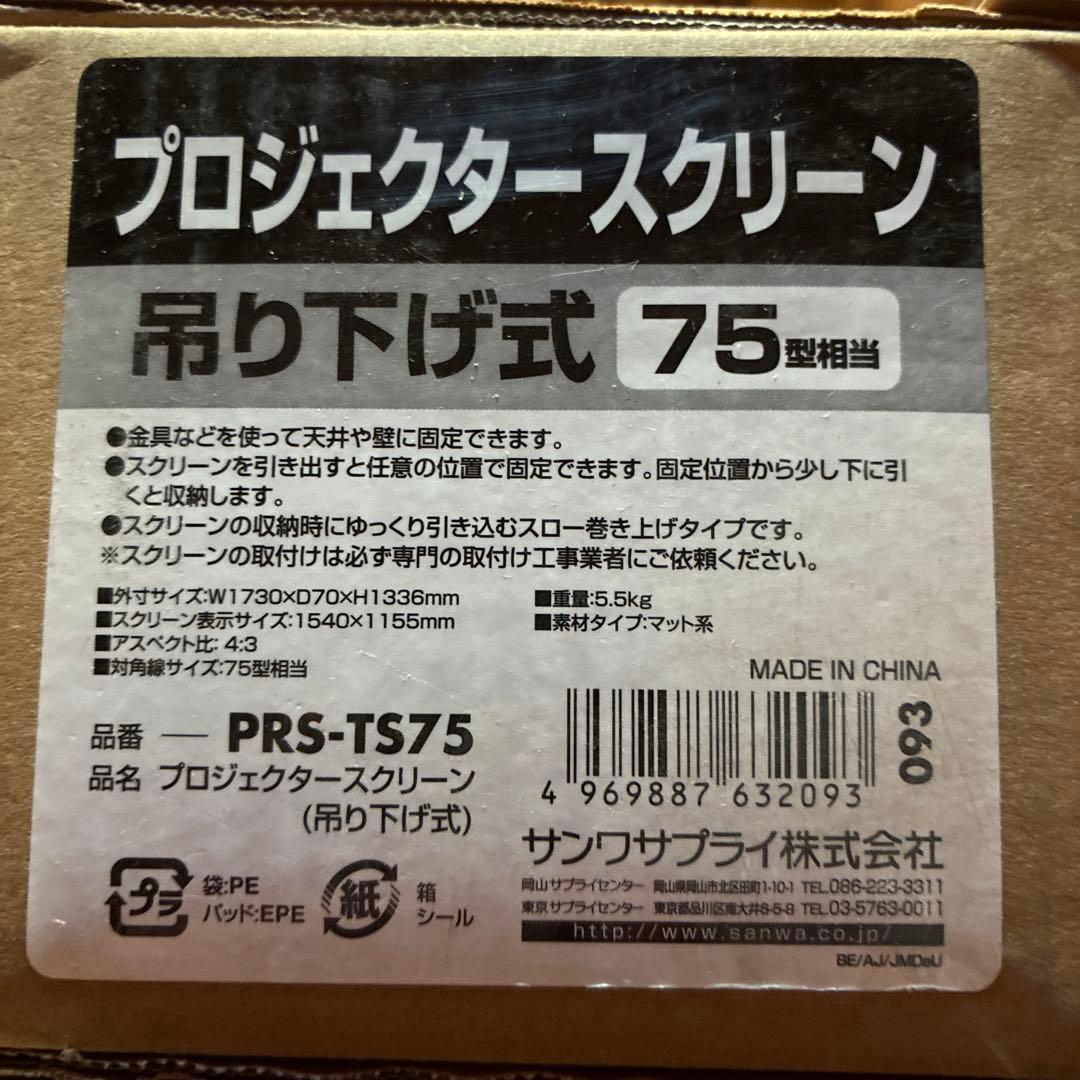 プロジェクタースクリーン
吊り下げ式 75型相当
●金具などを使って天井や壁に固定できます。
●スクリーンを引き出すと任意の位置で固定できます。固定位置から少し下に引
くと収納します。
●スクリーンの収納時にゆっくり引き込むスロー巻き上げタイプです。
※スクリーンの取付けは必ず専門の取付け工事業者にご依頼ください。
■外寸サイズ:W1730×D70×H1336mm ■重量:5.5kg
■スクリーン表示サイズ:1540×1155mm ■素材タイプ:マット系
■アスペクト比: 4:3
■対角線サイズ:75型相当
MADE IN CHINA
品番 — PRS-TS75
品名 プロジェクタースクリーン
(吊り下げ式)
093
4 969887 632093
サンワサプライ株式会社
岡山サプライセンター 岡山県岡山市北区田町1-10-1 TEL.086-223-3311
東京サプライセンター 東京都品川区南大井6-5-8 TEL.03-5763-0011
http://www.sanwa.co.jp/
BE/AJ/JMDaU
プラ 袋:PE
パッド:EPE
紙 箱
シール